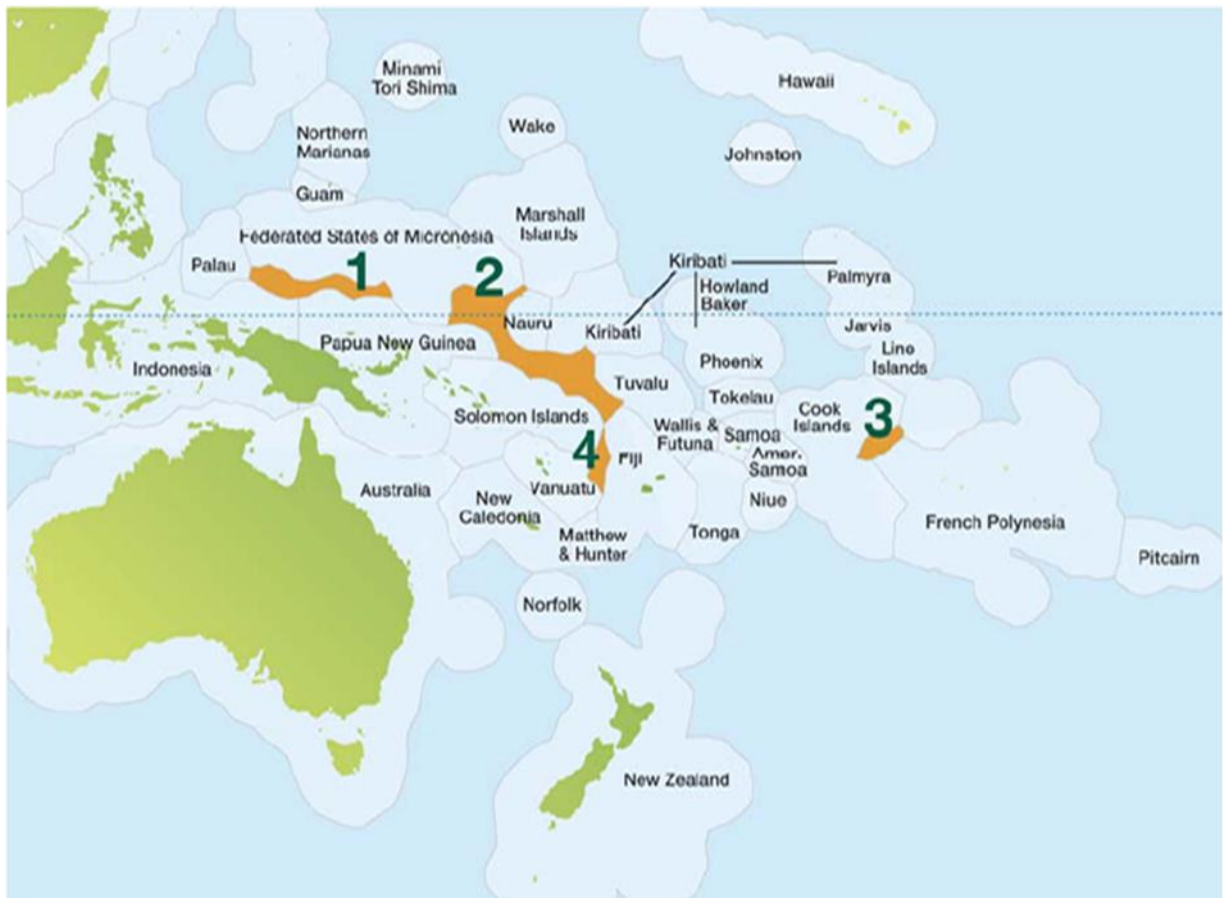 Minami
Tori Shima
Hawaii
Wake
Northern
Marianas
Johnston
Guam
Marshall
Islands
Federated States of Micronesia
Palau
1
2
Kiribati
Palmyra
Howland
Baker
Nauru
Kiribati
Jarvis
Papua New Guinea
Line
Islands
Indonesia
Phoenix
Tuvalu
Tokelau
Solomon Islands
Cook
Islands
3
Wallis &
Futuna
Samoa
4
Fiji
Amer.
Samoa
Australia
Vanuatu
New
Caledonia
Niue
French Polynesia
Matthew
& Hunter
Tonga
Pitcairn
Norfolk
New Zealand